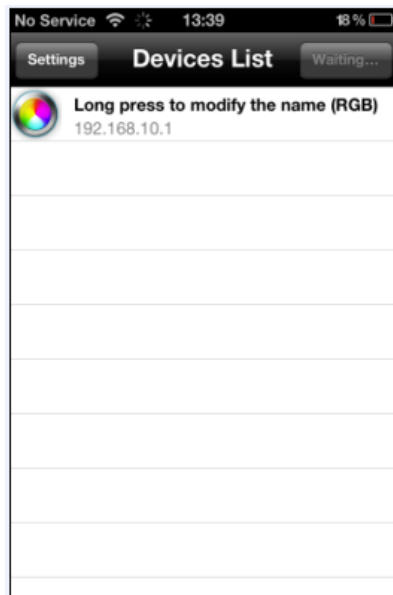 No Service 13:39 18 %
Settings Devices List Waiting...
Long press to modify the name (RGB)
192.168.10.1